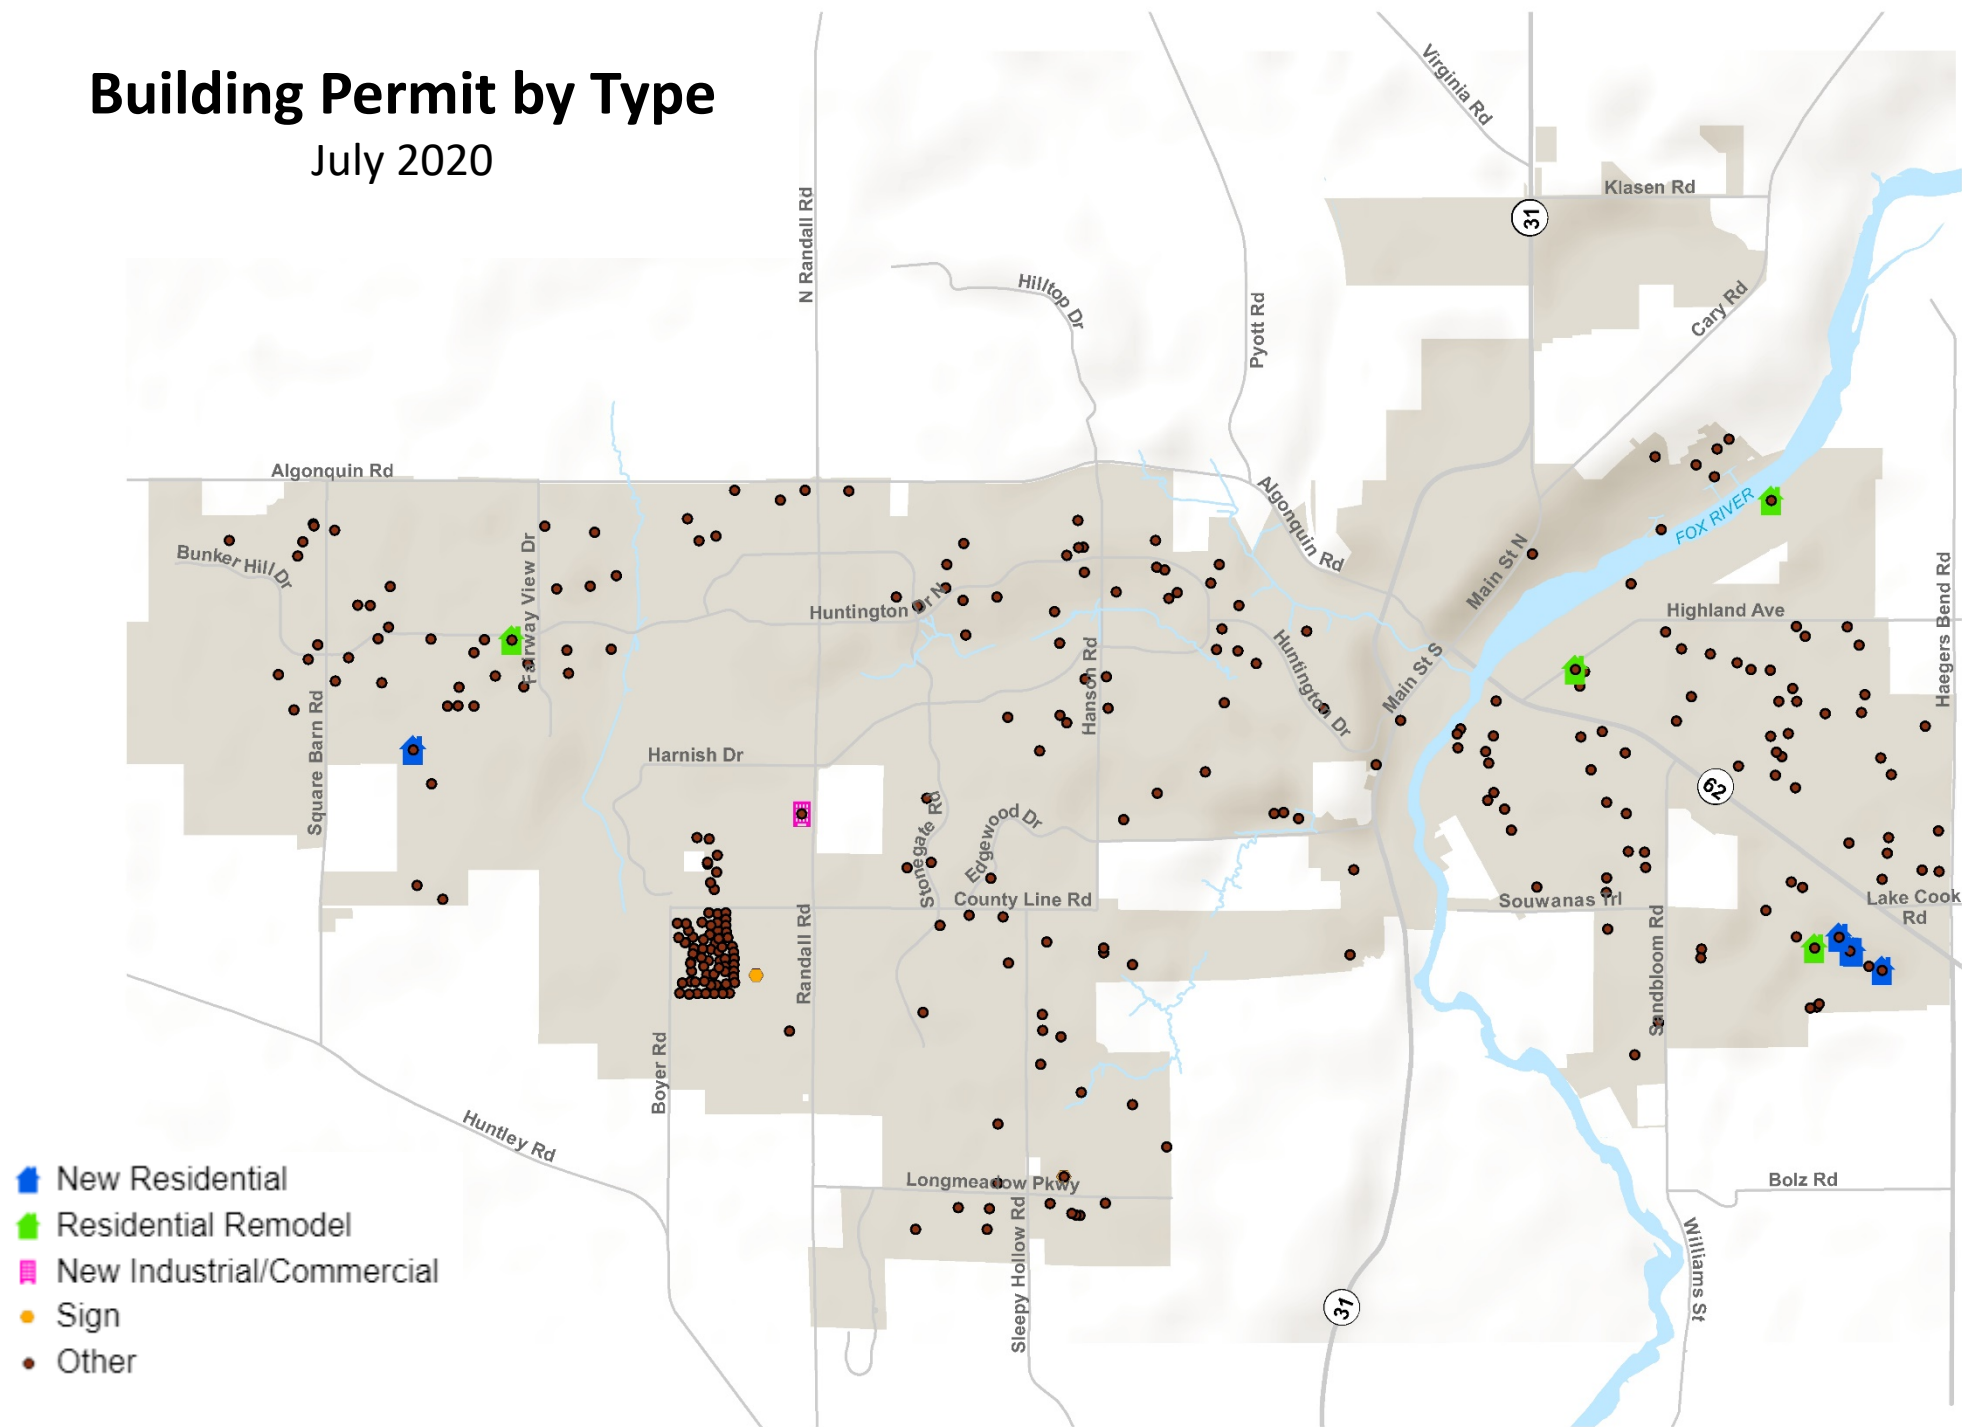 Building Permit by Type
July 2020
Virginia Rd
Klasen Rd
31
N Randall Rd
Hilltop Dr
Pyott Rd
Cary Rd
Algonquin Rd
Algonquin Rd
FOX RIVER
Bunker Hill Dr
Fairway View Dr
Main St N
Haegers Bend Rd
Huntington Dr N
Highland Ave
Hanson Rd
Huntington Dr
Main St S
Square Barn Rd
Harnish Dr
62
Stonegate Rd
Edgewood Dr
County Line Rd
Souwanas Trl
Lake Cook
Rd
Randall Rd
Sandbloom Rd
Boyer Rd
Huntley Rd
Longmeadow Pkwy
Bolz Rd
Sleepy Hollow Rd
Williams St
31
New Residential
Residential Remodel
New Industrial/Commercial
Sign
Other